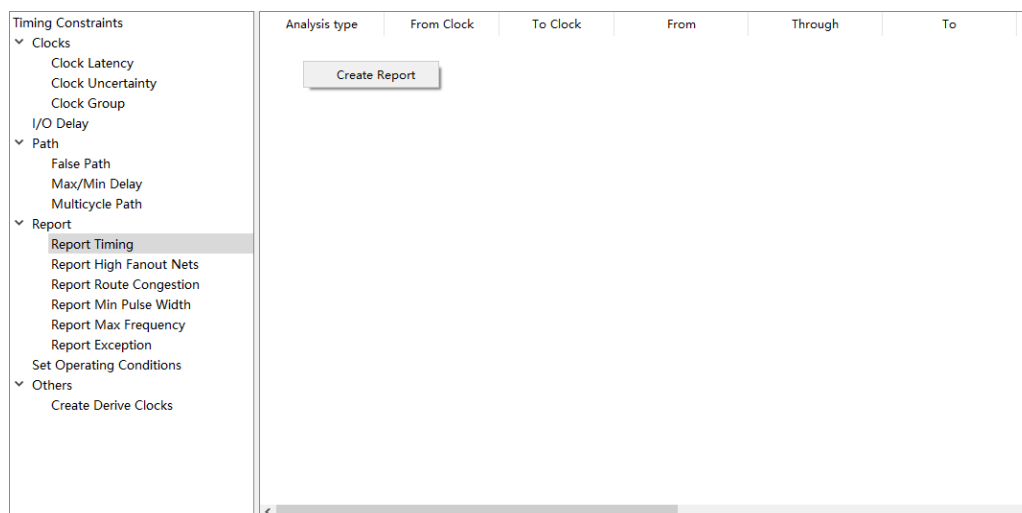 Timing Constraints
Clocks
Clock Latency
Clock Uncertainty
Clock Group
I/O Delay
Path
False Path
Max/Min Delay
Multicycle Path
Report
Report Timing
Report High Fanout Nets
Report Route Congestion
Report Min Pulse Width
Report Max Frequency
Report Exception
Set Operating Conditions
Others
Create Derive Clocks
Analysis type From Clock To Clock From Through To
Create Report